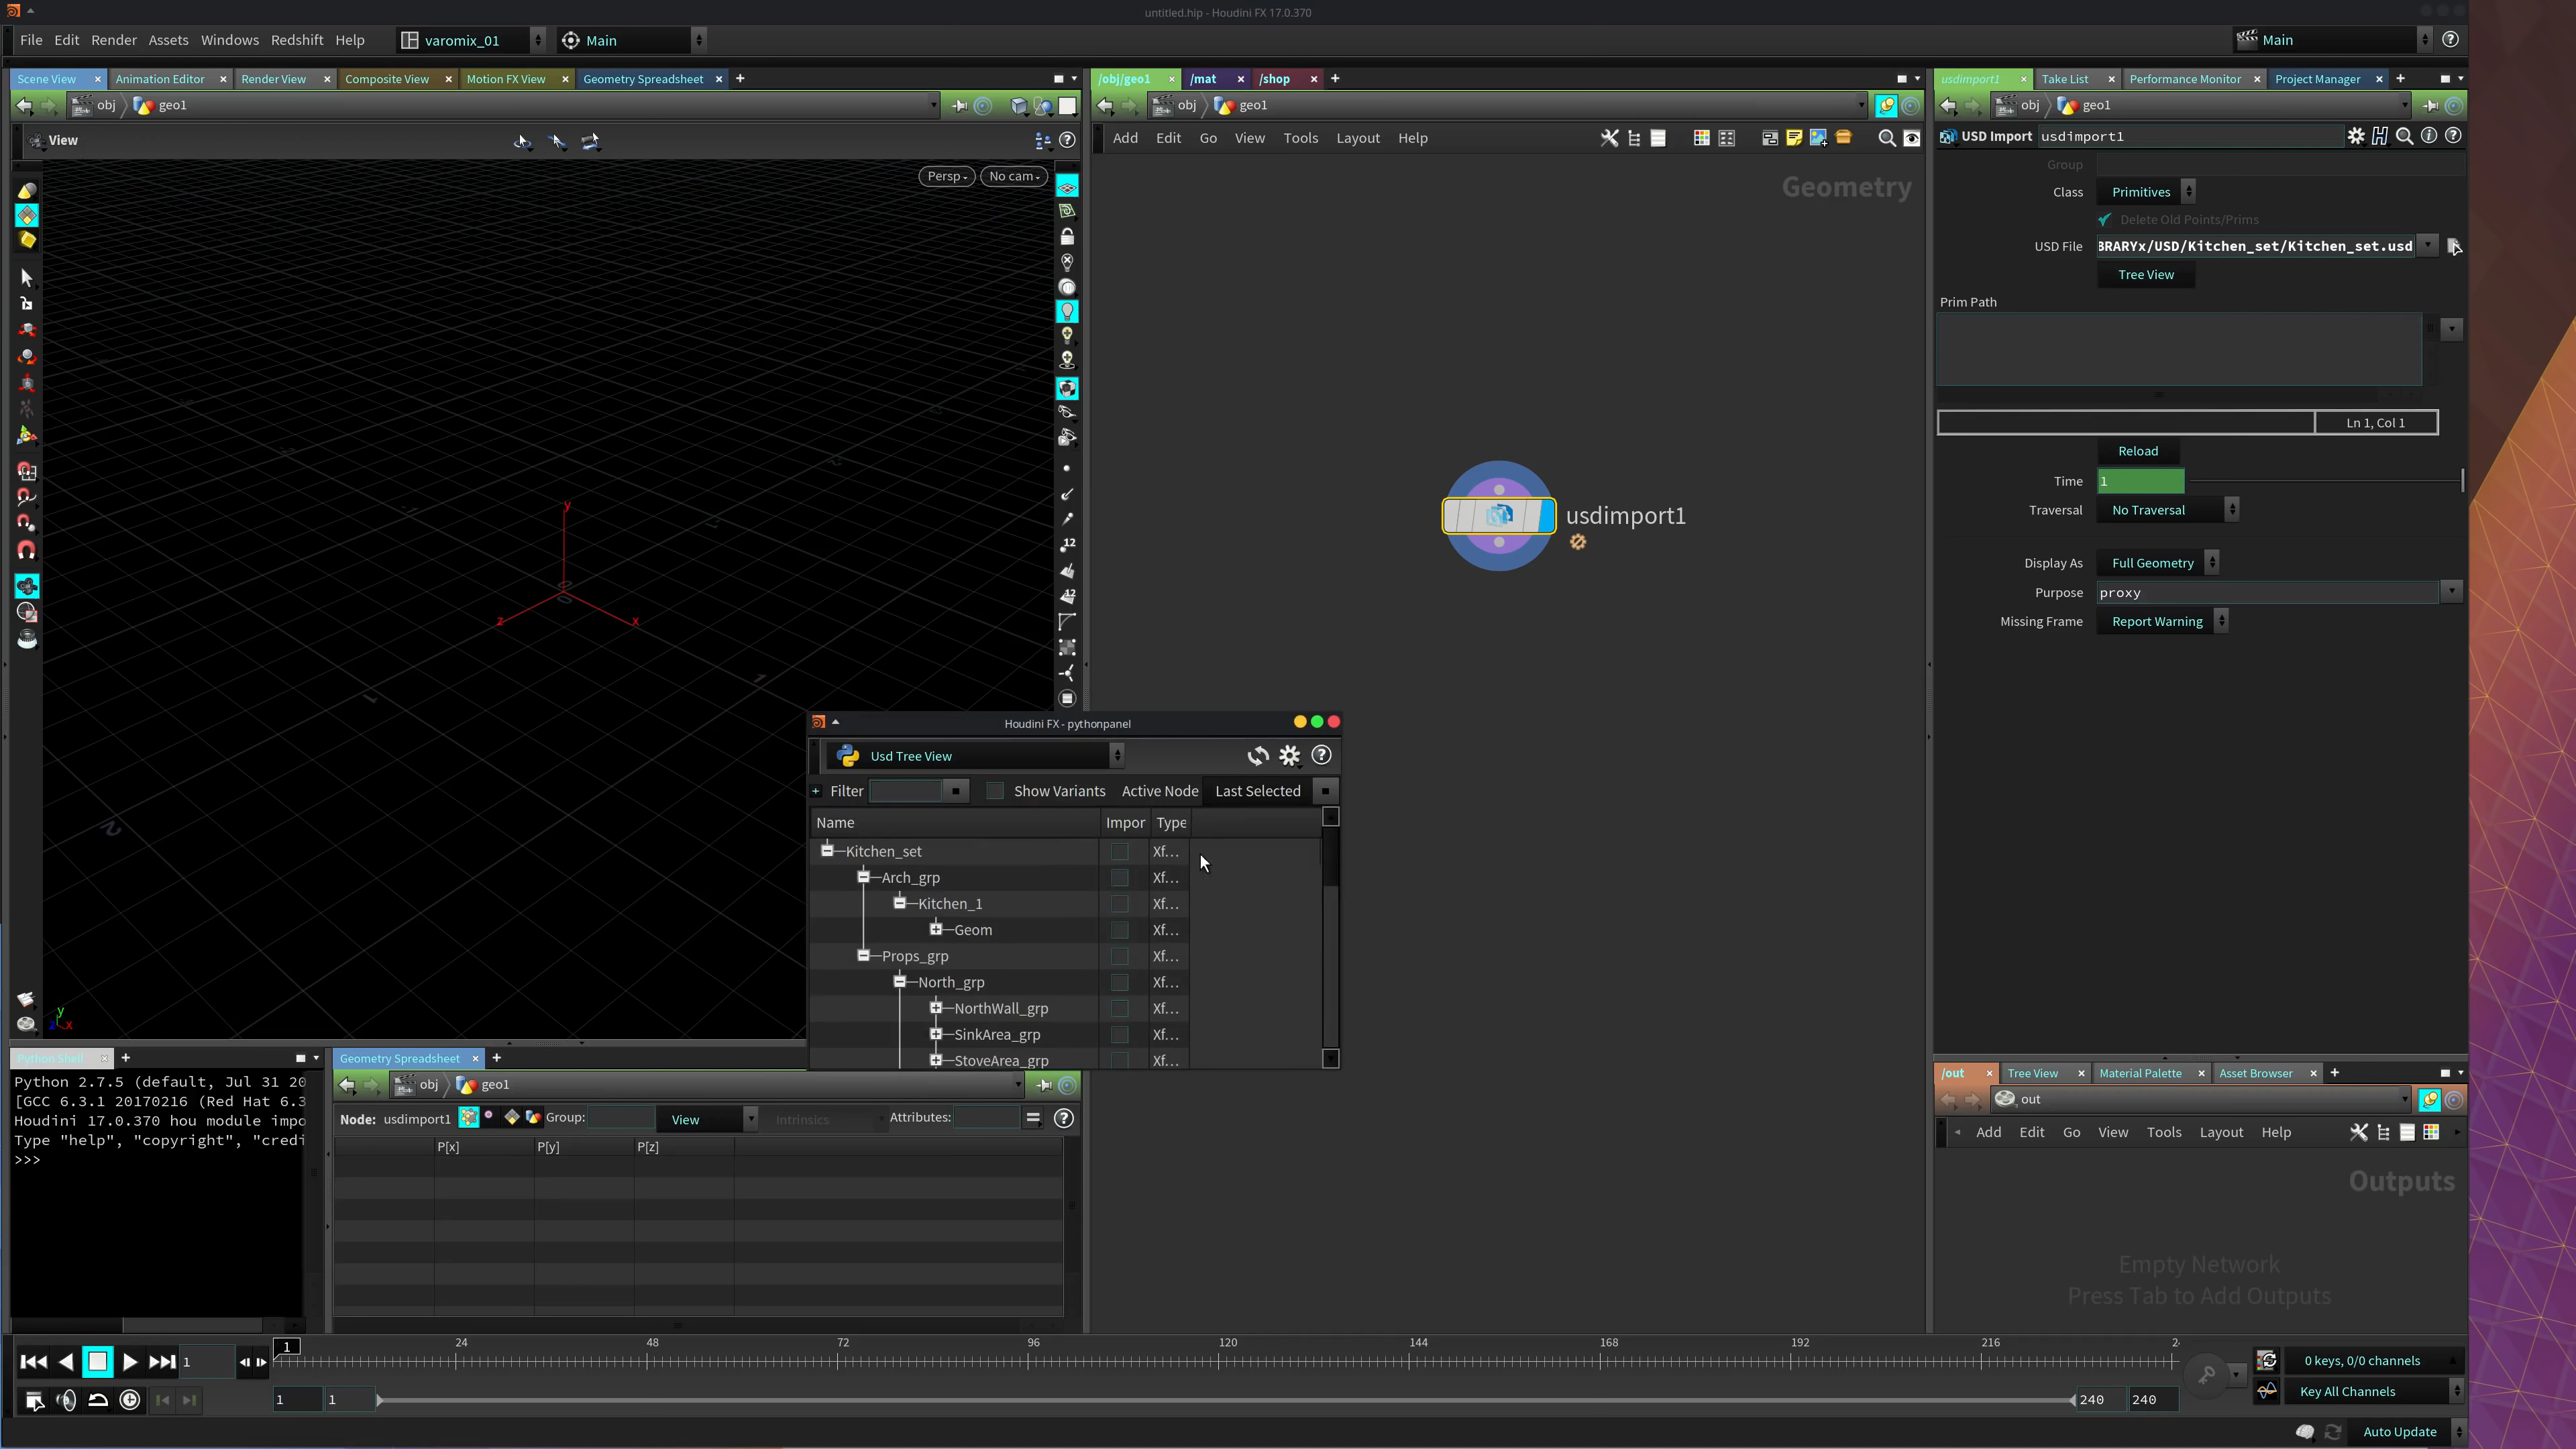 untitled.hip - Houdini FX 17.0.370
File Edit Render Assets Windows Redshift Help varomix_01 Main Main
Scene View Animation Editor Render View Composite View Motion FX View Geometry Spreadsheet
obj geo1
View
Persp No cam
y
z x
0
1
1
2
12
12
y
z x
/obj/geo1 /mat /shop
obj geo1
Add Edit Go View Tools Layout Help
Geometry
usdimport1
usdimport1 Take List Performance Monitor Project Manager
obj geo1
USD Import usdimport1
Group
Class Primitives
Delete Old Points/Prims
USD File BRARYx/USD/Kitchen_set/Kitchen_set.usd
Tree View
Prim Path
Ln 1, Col 1
Reload
Time 1
Traversal No Traversal
Display As Full Geometry
Purpose proxy
Missing Frame Report Warning
Houdini FX - pythonpanel
Usd Tree View
Filter Show Variants Active Node Last Selected
Name Impor Type
Kitchen_set Xf...
Arch_grp Xf...
Kitchen_1 Xf...
Geom Xf...
Props_grp Xf...
North_grp Xf...
NorthWall_grp Xf...
SinkArea_grp Xf...
StoveArea_grp Xf...
Python Shell
Python 2.7.5 (default, Jul 31 20
[GCC 6.3.1 20170216 (Red Hat 6.3
Houdini 17.0.370 hou module impo
Type "help", "copyright", "credi
>>>
Geometry Spreadsheet
obj geo1
Node: usdimport1 Group: View Intrinsics Attributes:
P[x] P[y] P[z]
/out Tree View Material Palette Asset Browser
out
Add Edit Go View Tools Layout Help
Outputs
Empty Network
Press Tab to Add Outputs
1 24 48 72 96 120 144 168 192 216 2
1
0 keys, 0/0 channels
1 1 240 240
Key All Channels
Auto Update